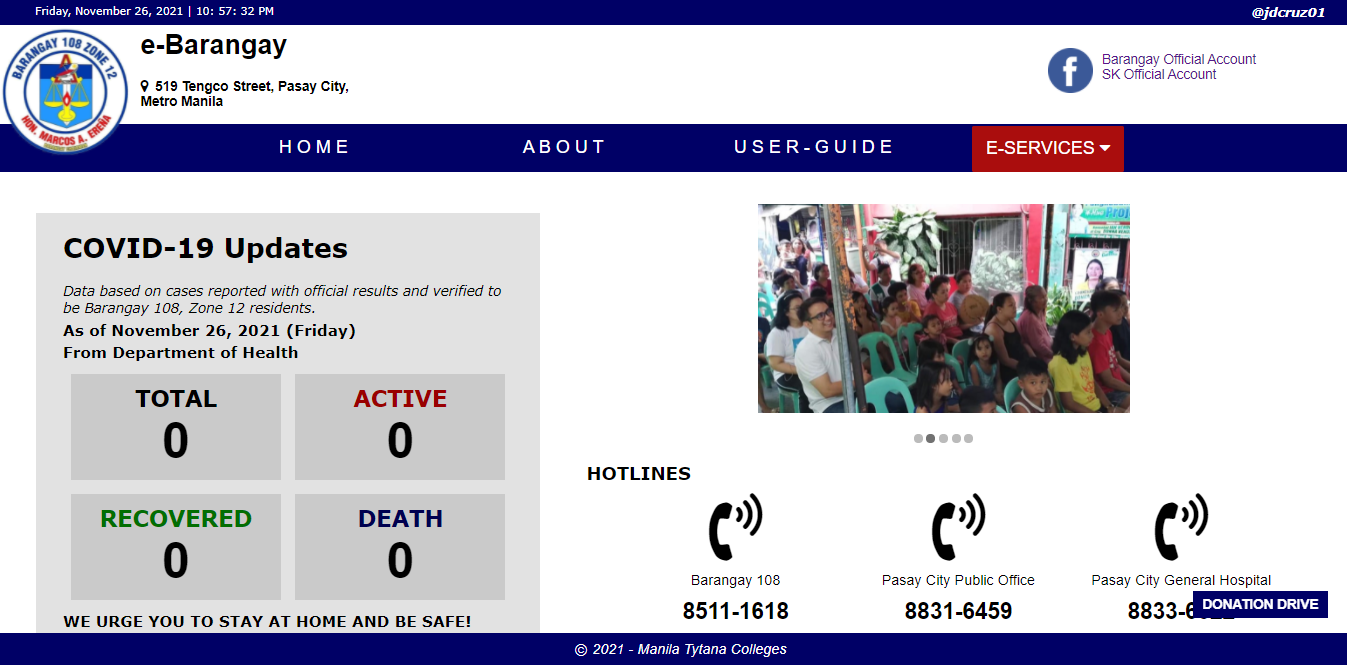 Friday, November 26, 2021 | 10: 57: 32 PM
@jdcruz01
BARANGAY 108 ZONE 12
HON. MARCOS A. EREÑA
e-Barangay
519 Tengco Street, Pasay City,
Metro Manila
Barangay Official Account
SK Official Account
HOME
ABOUT
USER-GUIDE
E-SERVICES
COVID-19 Updates
Data based on cases reported with official results and verified to
be Barangay 108, Zone 12 residents.
As of November 26, 2021 (Friday)
From Department of Health
TOTAL
0
ACTIVE
0
RECOVERED
0
DEATH
0
WE URGE YOU TO STAY AT HOME AND BE SAFE!
HOTLINES
Barangay 108
8511-1618
Pasay City Public Office
8831-6459
Pasay City General Hospital
DONATION DRIVE
© 2021 - Manila Tytana Colleges